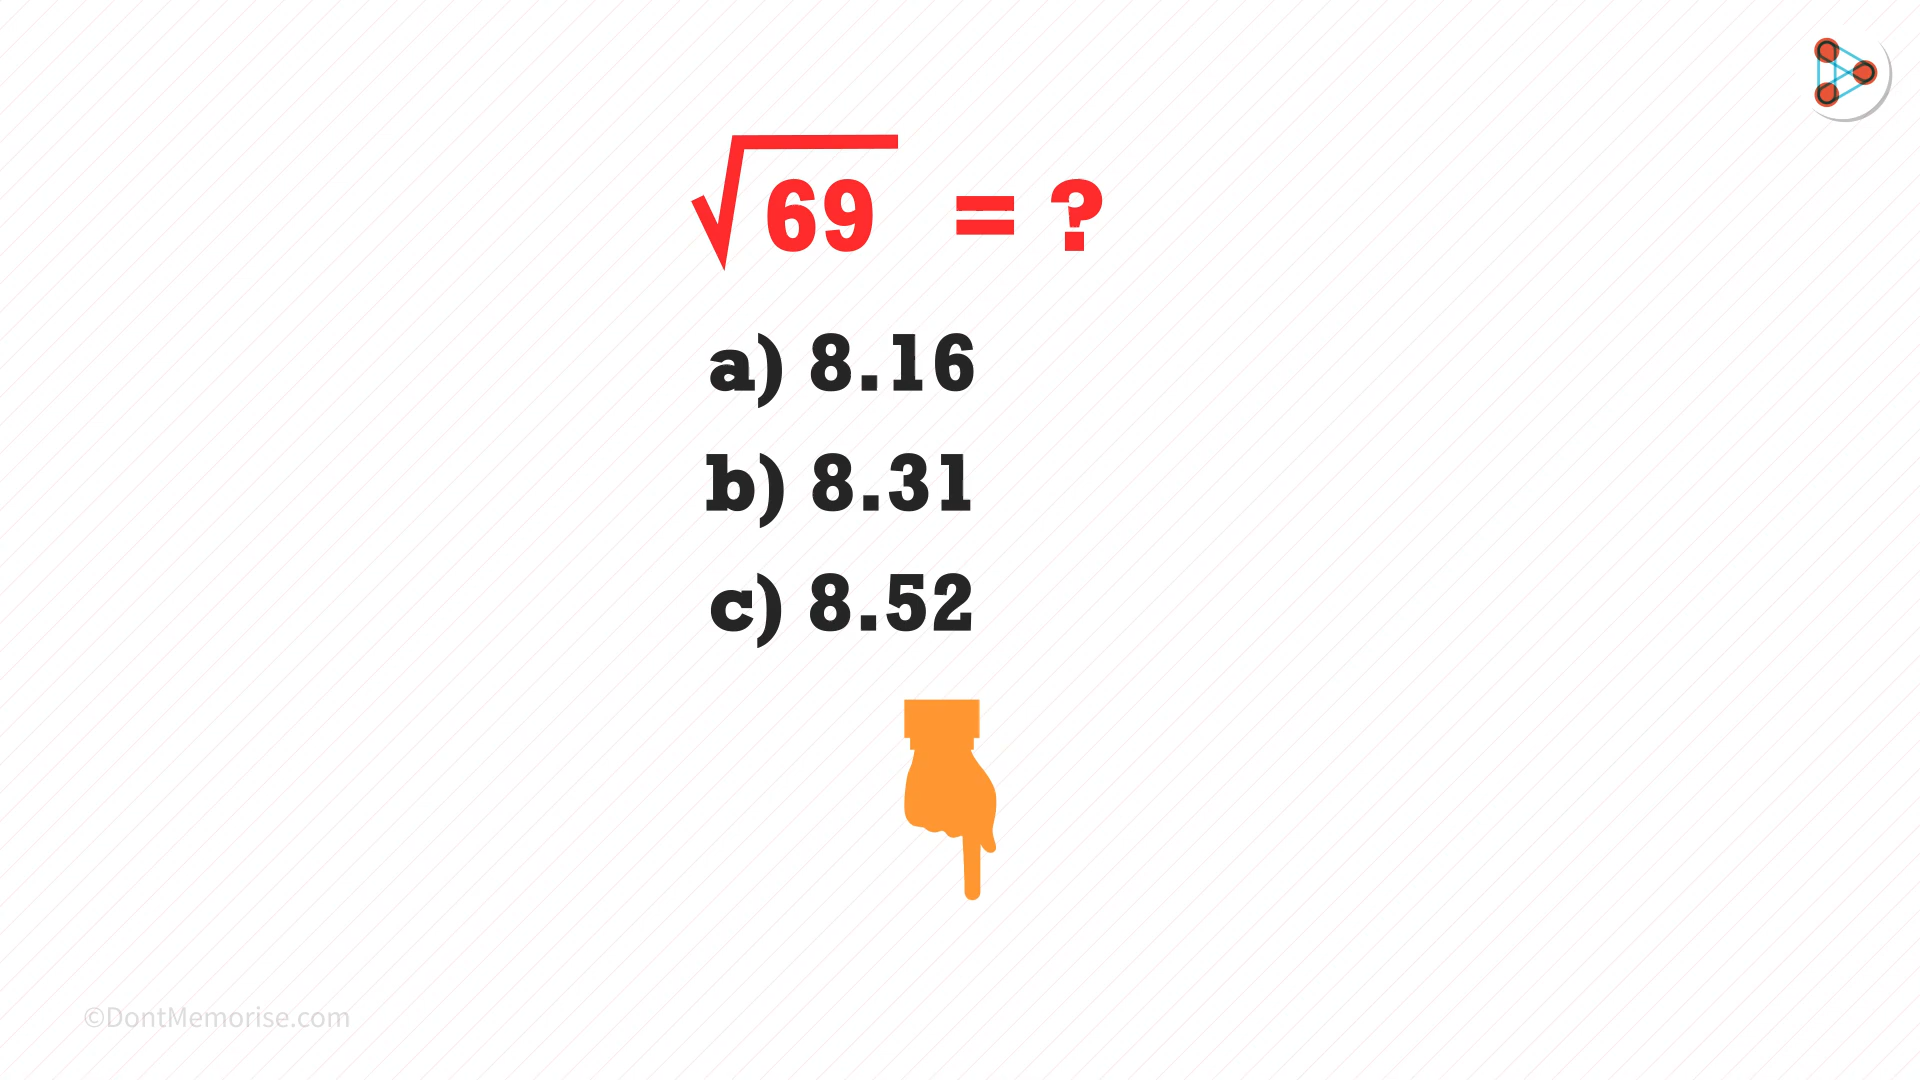 √69 = ?
a) 8.16
b) 8.31
c) 8.52
©DontMemorise.com